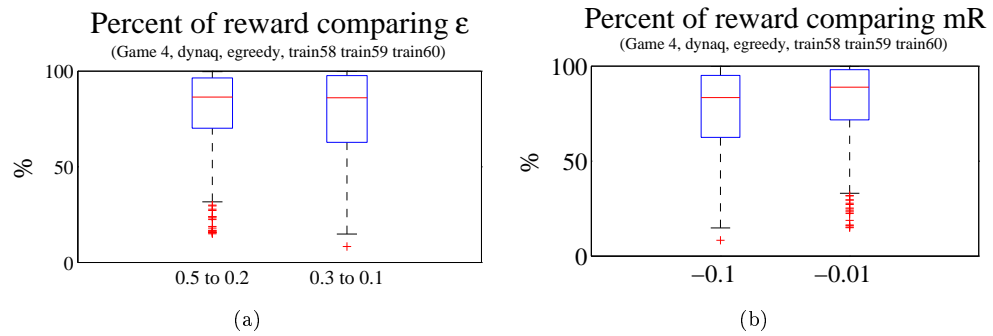 Percent of reward comparing ε
(Game 4, dynaq, egreedy, train58 train59 train60)
100
50
0
%
0.5 to 0.2
0.3 to 0.1
(a)
Percent of reward comparing mR
(Game 4, dynaq, egreedy, train58 train59 train60)
100
50
0
%
−0.1
−0.01
(b)